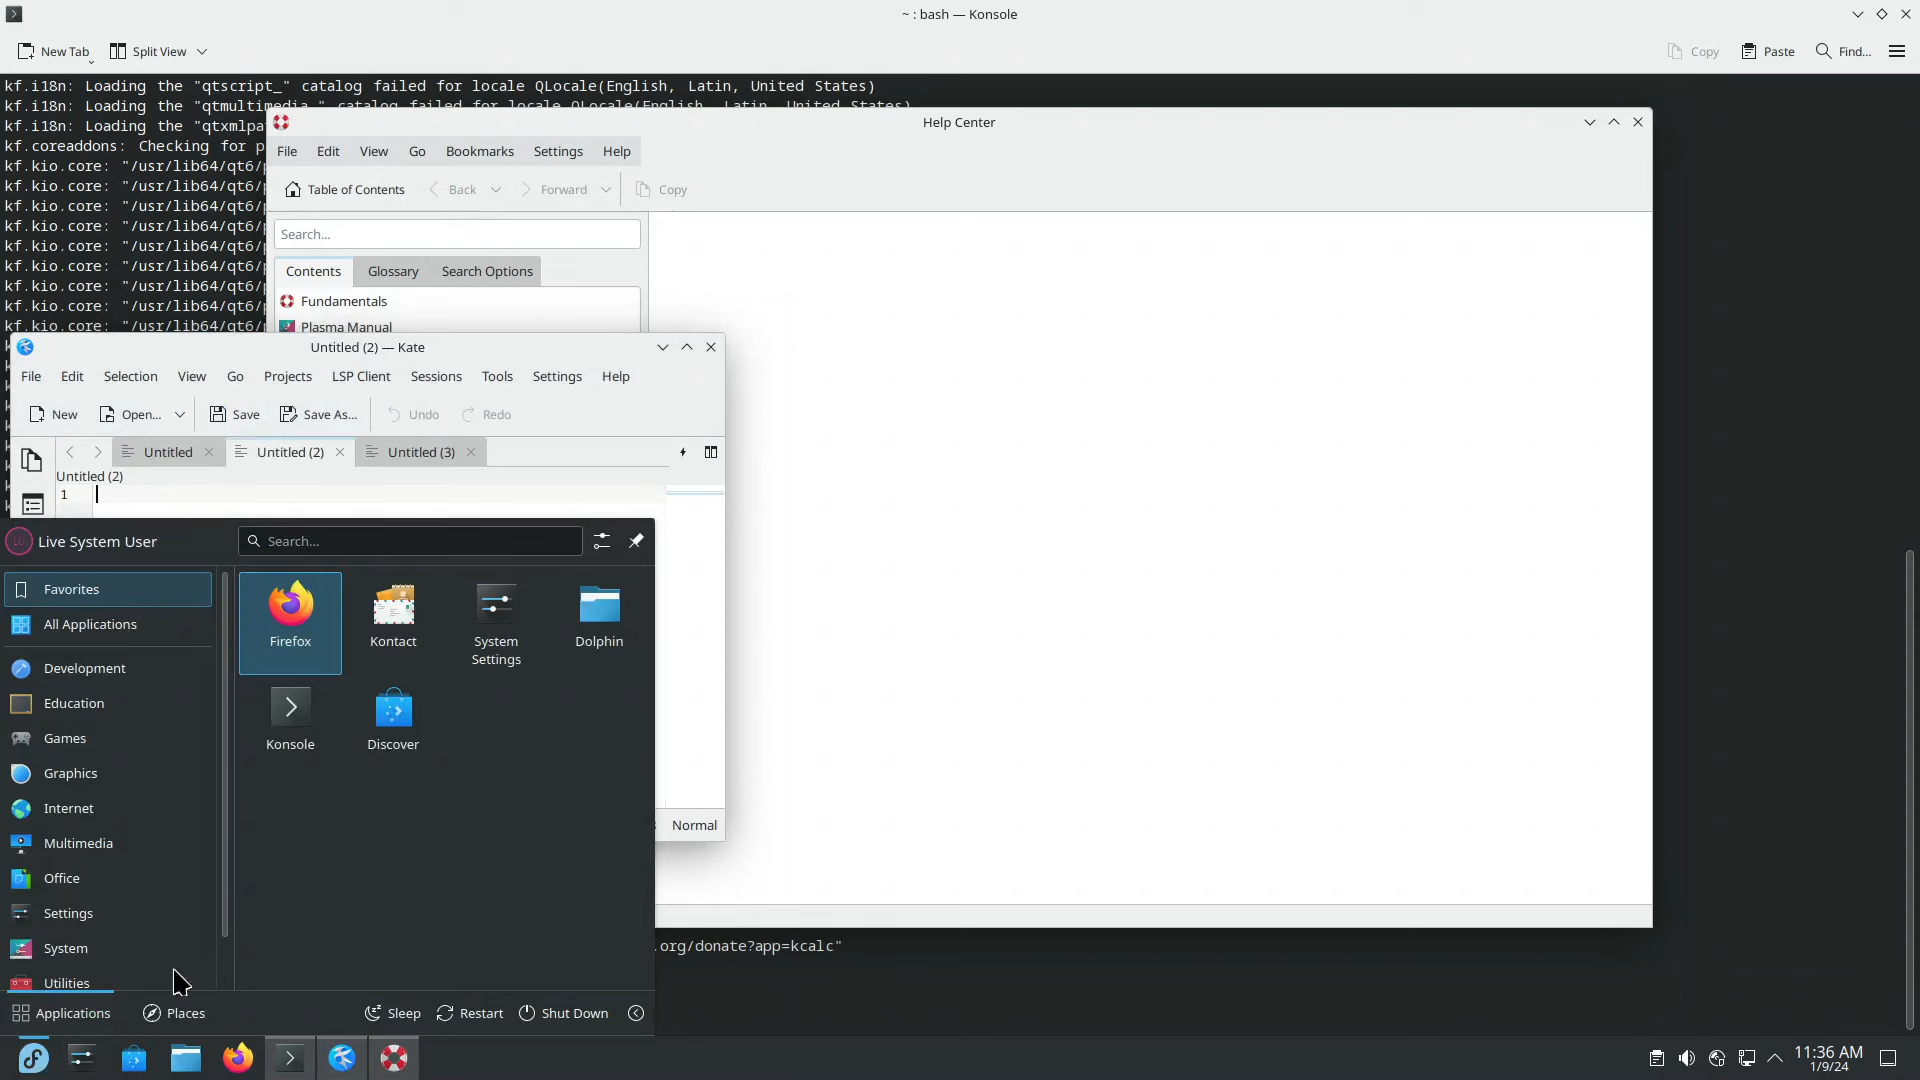 ~ : bash — Konsole
New Tab
Split View
Copy
Paste
Find...
kf.i18n: Loading the "qtscript_" catalog failed for locale QLocale(English, Latin, United States)
kf.i18n: Loading the "qtmultimedia_" catalog failed for locale QLocale(English, Latin, United States)
kf.i18n: Loading the "qtxmlpa
kf.coreaddons: Checking for p
kf.kio.core: "/usr/lib64/qt6/p
kf.kio.core: "/usr/lib64/qt6/p
kf.kio.core: "/usr/lib64/qt6/p
kf.kio.core: "/usr/lib64/qt6/p
kf.kio.core: "/usr/lib64/qt6/p
kf.kio.core: "/usr/lib64/qt6/p
kf.kio.core: "/usr/lib64/qt6/p
kf.kio.core: "/usr/lib64/qt6/p
kf.kio.core: "/usr/lib64/qt6/p
Help Center
File Edit View Go Bookmarks Settings Help
Table of Contents Back Forward Copy
Search...
Contents Glossary Search Options
Fundamentals
Plasma Manual
Untitled (2) — Kate
File Edit Selection View Go Projects LSP Client Sessions Tools Settings Help
New Open... Save Save As... Undo Redo
Untitled Untitled (2) Untitled (3)
Untitled (2)
1
Normal
.org/donate?app=kcalc"
Live System User
Search...
Favorites
All Applications
Development
Education
Games
Graphics
Internet
Multimedia
Office
Settings
System
Utilities
Firefox
Kontact
System
Settings
Dolphin
Konsole
Discover
Applications
Places
Sleep
Restart
Shut Down
11:36 AM
1/9/24